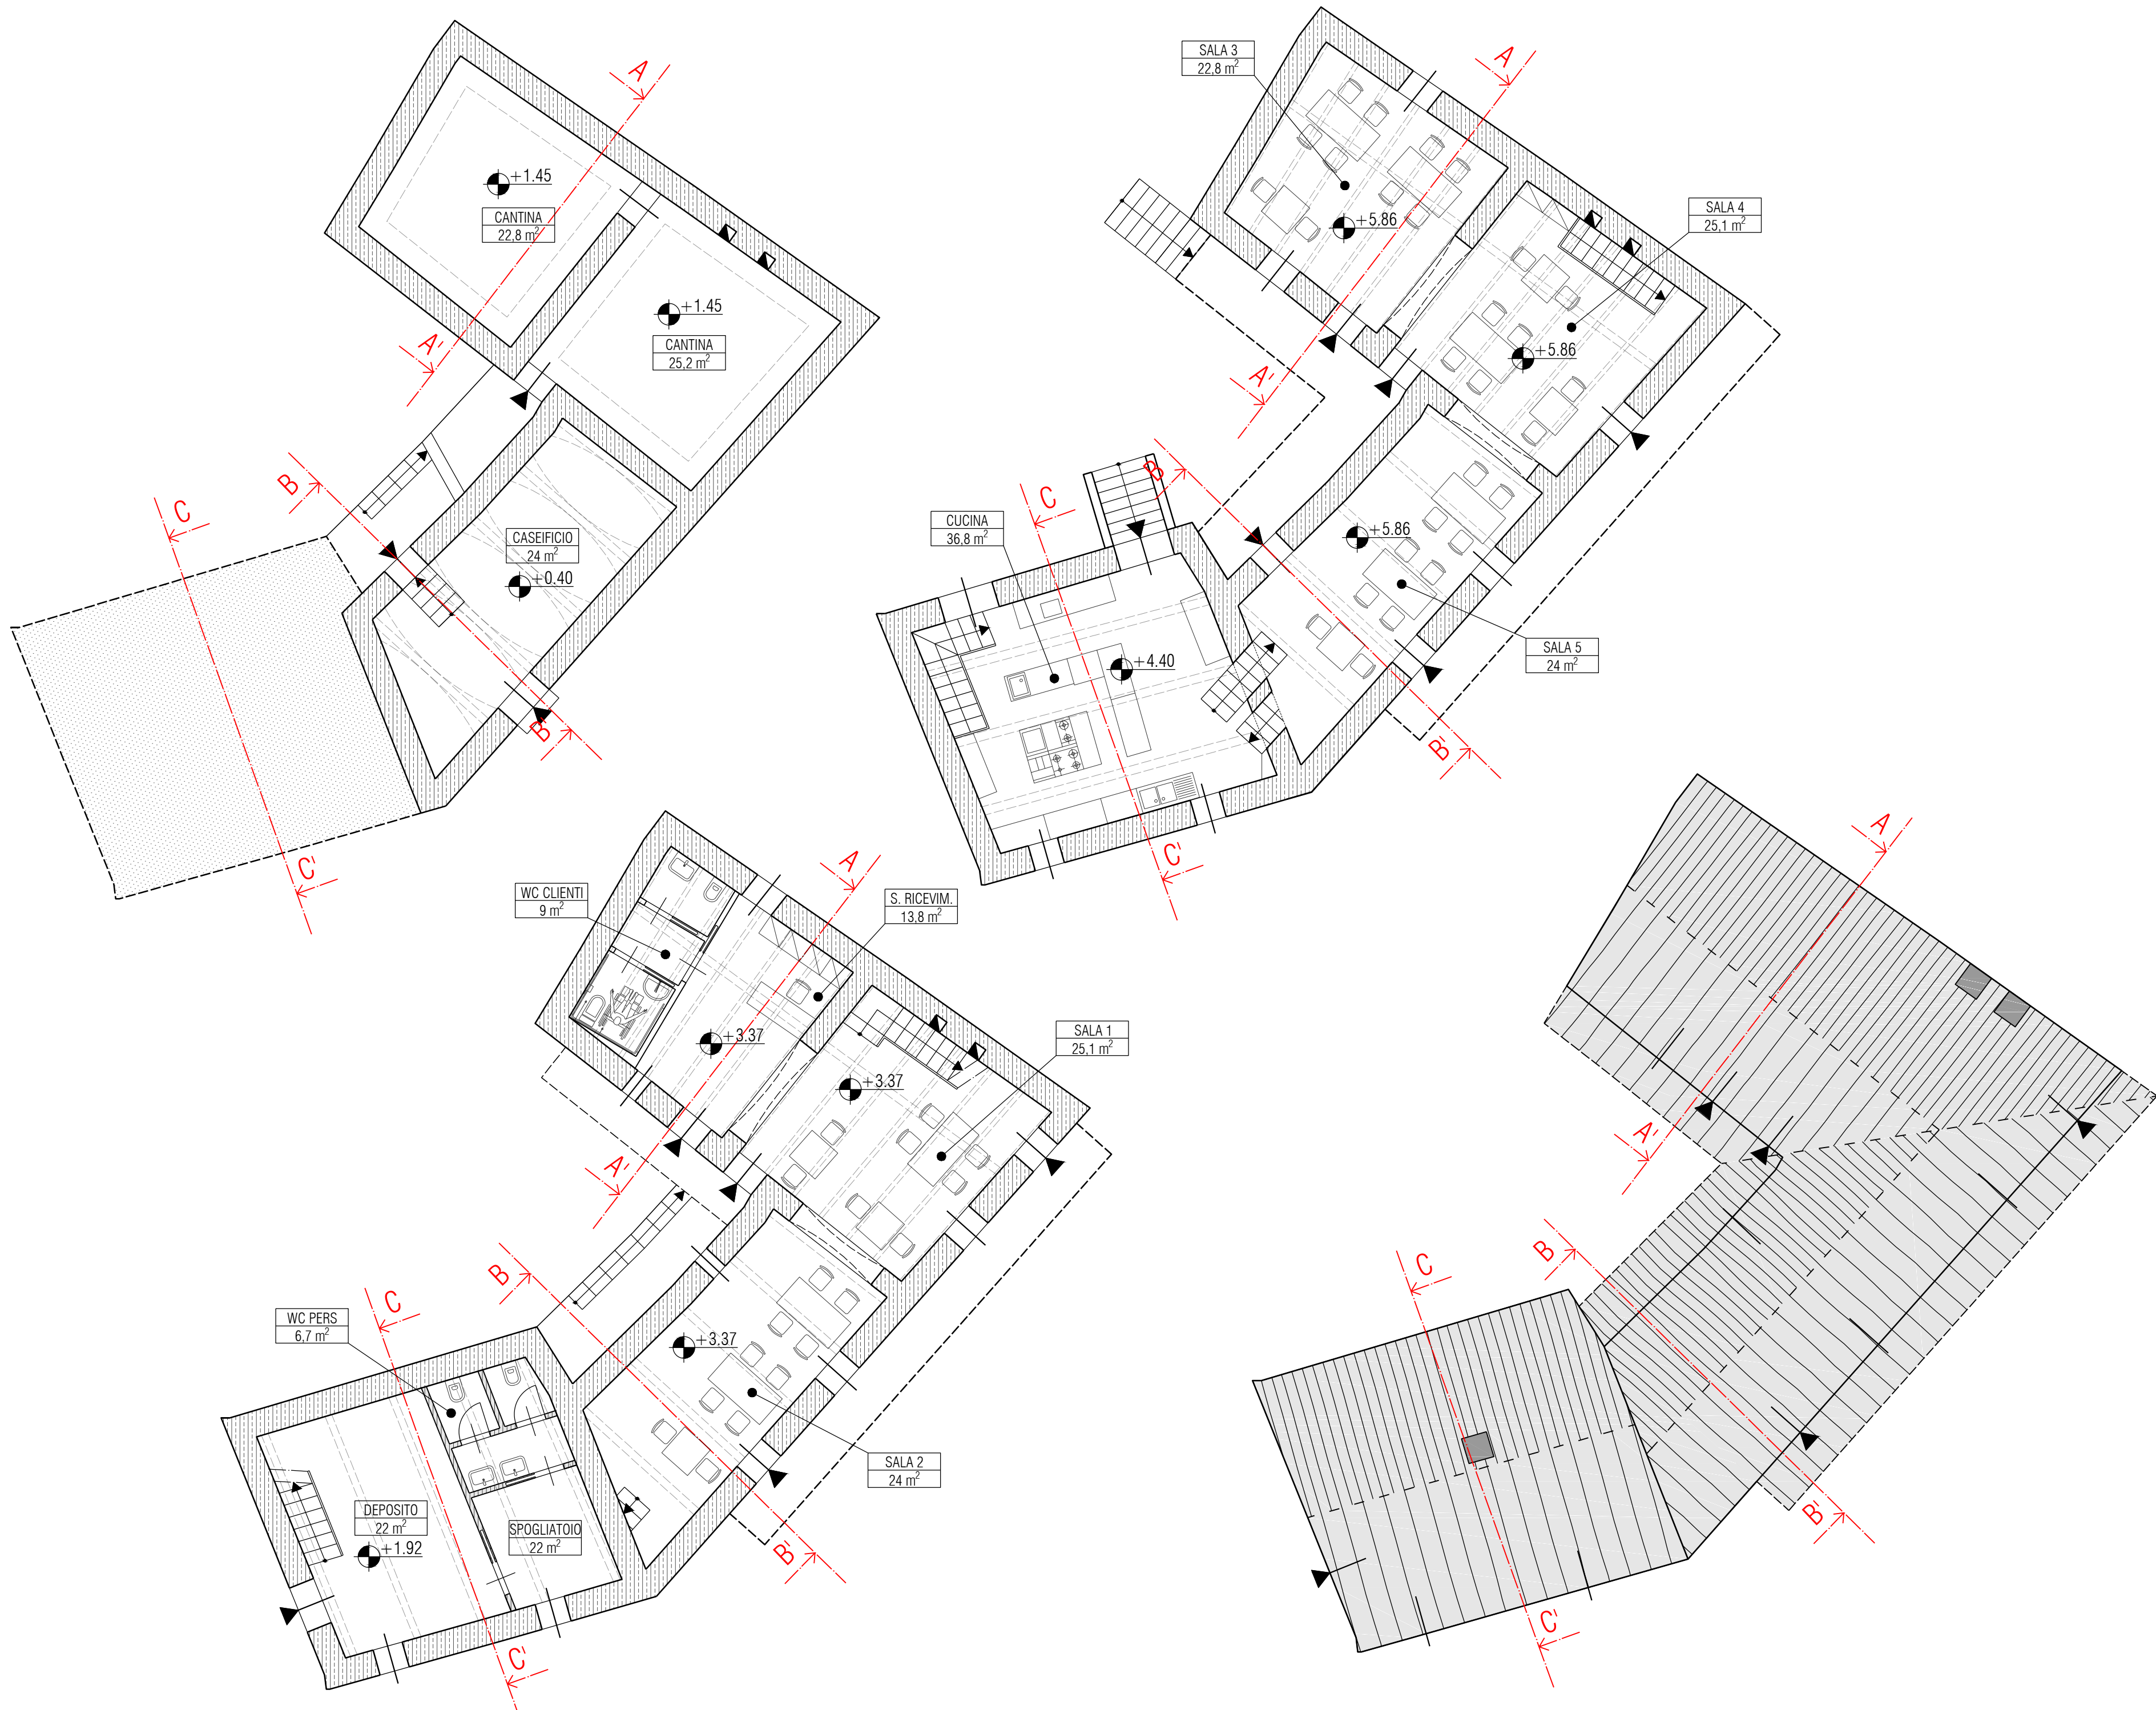 A
+1.45
CANTINA
22,8 m²
+1.45
CANTINA
25,2 m²
A'
B
C
CASEIFICIO
24 m²
+0.40
B'
C'
SALA 3
22,8 m²
A
SALA 4
25,1 m²
+5.86
+5.86
A'
B
C
CUCINA
36,8 m²
+5.86
+4.40
SALA 5
24 m²
B'
C'
WC CLIENTI
9 m²
A
S. RICEVIM.
13,8 m²
+3.37
SALA 1
25,1 m²
+3.37
A'
B
C
WC PERS
6,7 m²
+3.37
SALA 2
24 m²
DEPOSITO
22 m²
+1.92
SPOGLIATOIO
22 m²
B'
C'
A
A'
B
C
B'
C'